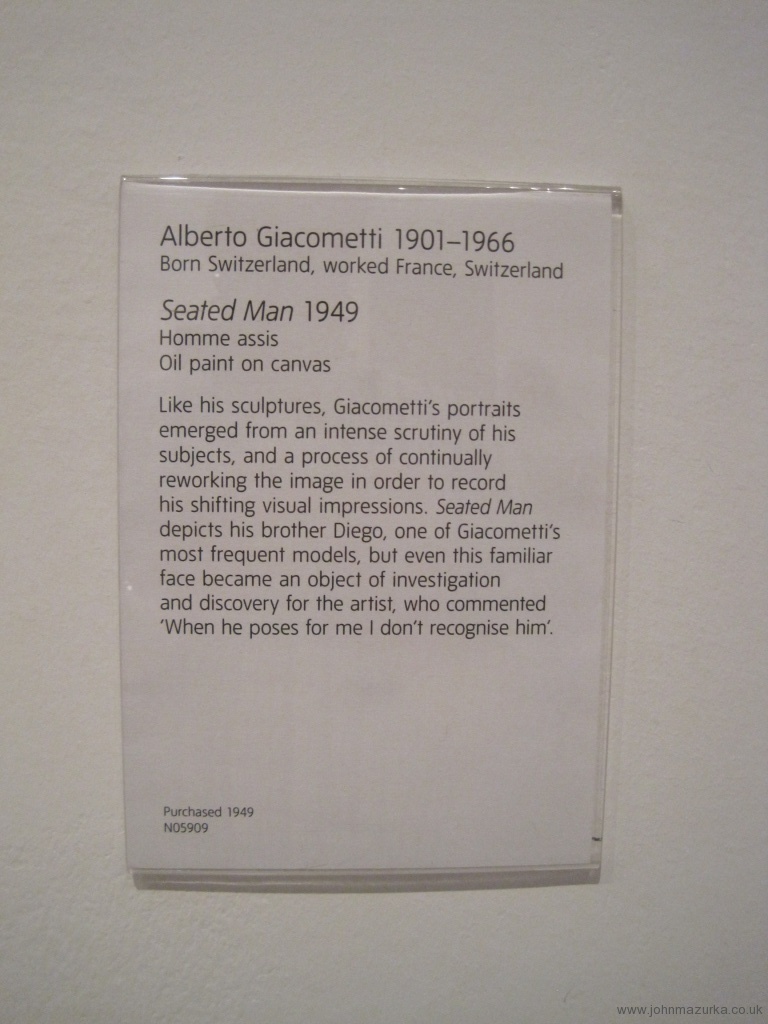 Alberto Giacometti 1901–1966
Born Switzerland, worked France, Switzerland
Seated Man 1949
Homme assis
Oil paint on canvas
Like his sculptures, Giacometti's portraits
emerged from an intense scrutiny of his
subjects, and a process of continually
reworking the image in order to record
his shifting visual impressions. Seated Man
depicts his brother Diego, one of Giacometti's
most frequent models, but even this familiar
face became an object of investigation
and discovery for the artist, who commented
'When he poses for me I don't recognise him'.
Purchased 1949
N05909
www.johnmazurka.co.uk